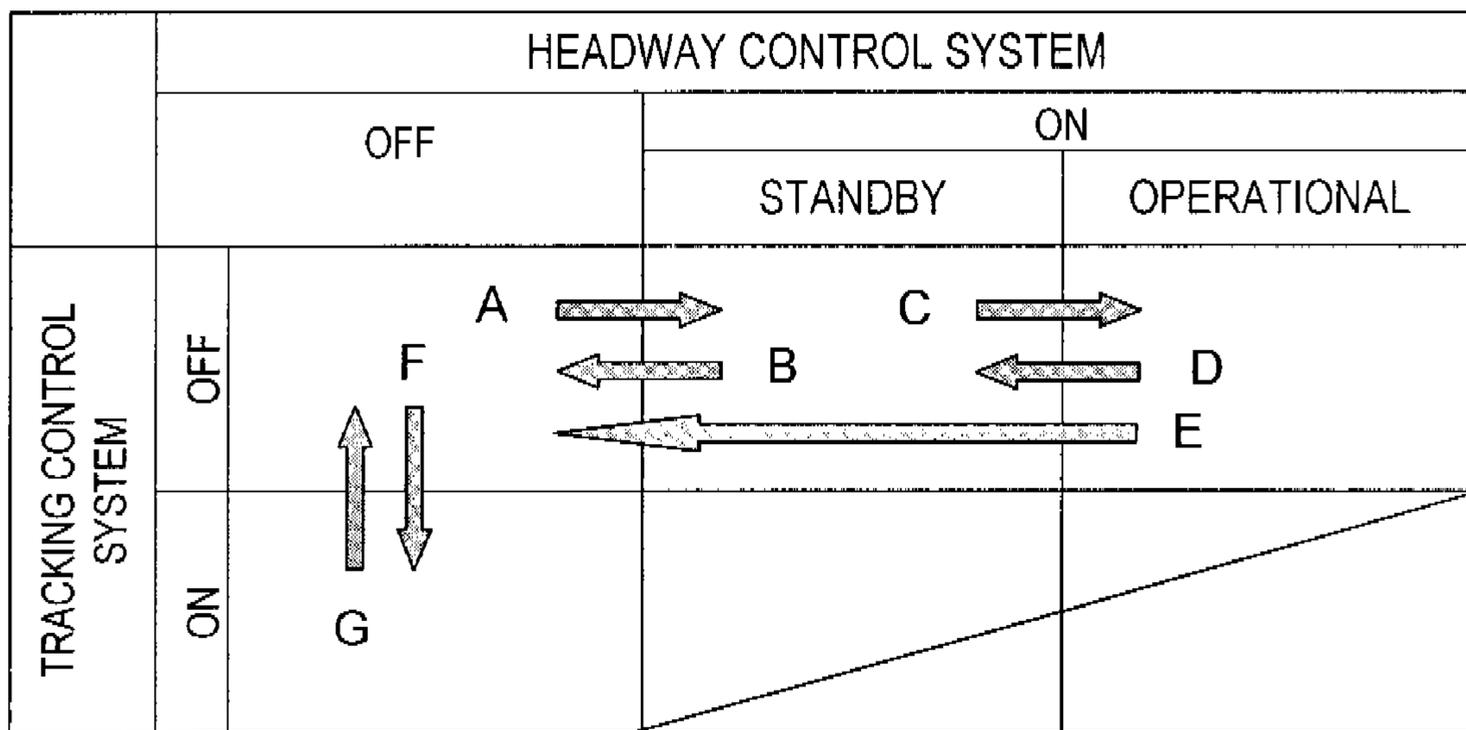 HEADWAY CONTROL SYSTEM
OFF
ON
STANDBY
OPERATIONAL
TRACKING CONTROL
SYSTEM
OFF
ON
A
C
F
B
D
E
G